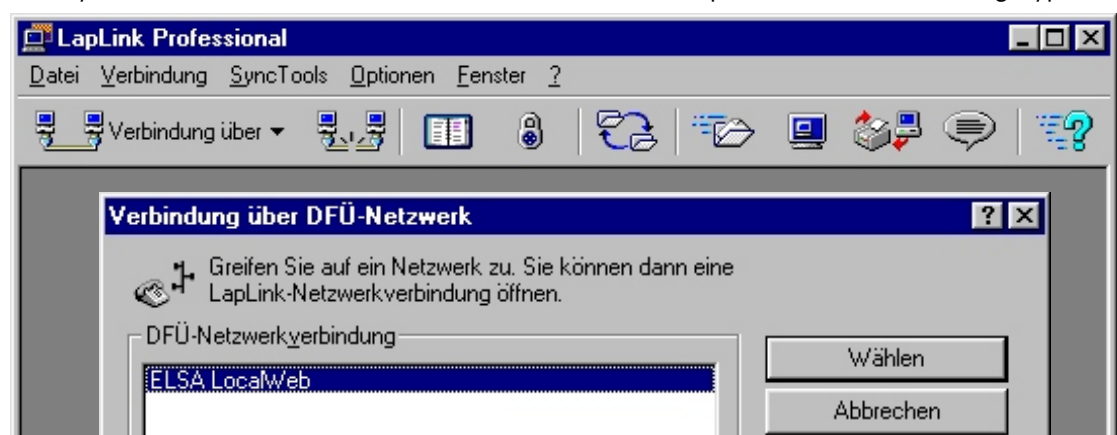 LapLink Professional
Datei Verbindung SyncTools Optionen Fenster ?
Verbindung über
Verbindung über DFÜ-Netzwerk
Greifen Sie auf ein Netzwerk zu. Sie können dann eine
LapLink-Netzwerkverbindung öffnen.
DFÜ-Netzwerkverbindung
Wählen
ELSA LocalWeb
Abbrechen